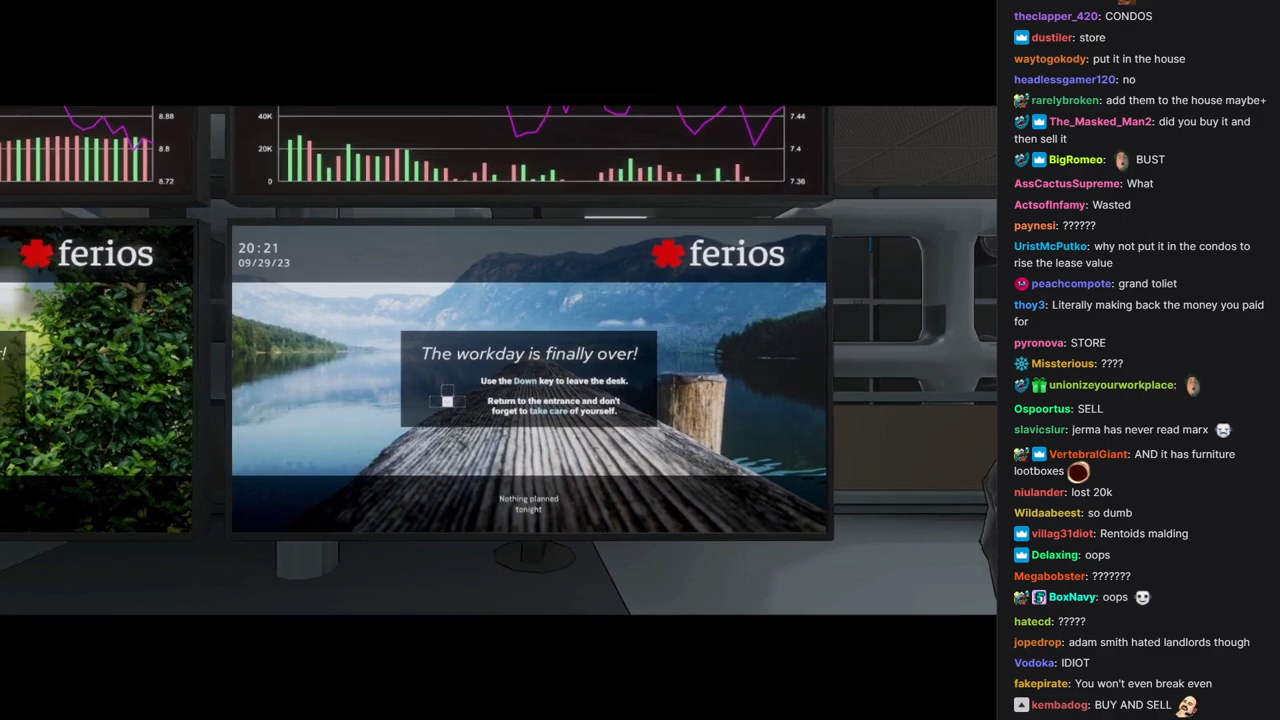 8.88
8.8
8.72
40K
20K
0
7.44
7.4
7.36
ferios
!
20:21
09/29/23
ferios
The workday is finally over!
Use the Down key to leave the desk.
Return to the entrance and don't
forget to take care of yourself.
Nothing planned
tonight
theclapper_420: CONDOS
dustiler: store
waytogokody: put it in the house
headlessgamer120: no
rarelybroken: add them to the house maybe+
The_Masked_Man2: did you buy it and
then sell it
BigRomeo: BUST
AssCactusSupreme: What
ActsofInfamy: Wasted
paynesi: ??????
UristMcPutko: why not put it in the condos to
rise the lease value
peachcompote: grand toliet
thoy3: Literally making back the money you paid
for
pyronova: STORE
Missterious: ????
unionizeyourworkplace:
Ospoortus: SELL
slavicslur: jerma has never read marx
VertebralGiant: AND it has furniture
lootboxes
niulander: lost 20k
Wildaabeest: so dumb
villag31diot: Rentoids malding
Delaxing: oops
Megabobster: ???????
BoxNavy: oops
hatecd: ?????
jopedrop: adam smith hated landlords though
Vodoka: IDIOT
fakepirate: You won't even break even
kembadog: BUY AND SELL